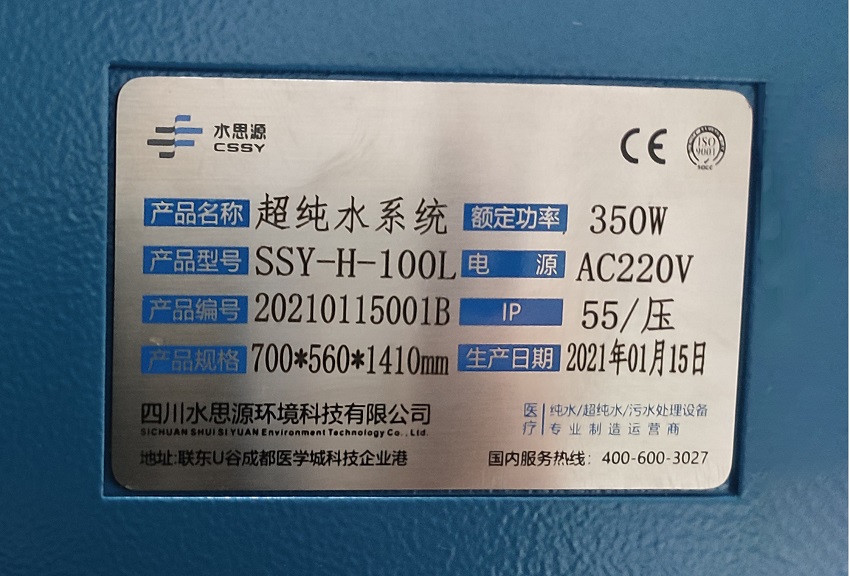 水思源
CSSY
CE
ISO
9001
SGCC
产品名称 超纯水系统 额定功率 350W
产品型号 SSY-H-100L 电 源 AC220V
产品编号 20210115001B IP 55/压
产品规格 700*560*1410mm 生产日期 2021年01月15日
四川水思源环境科技有限公司
SICHUAN SHUI SI YUAN Environment Technology Co., Ltd.
医疗 纯水/超纯水/污水处理设备
专业制造运营商
地址:联东U谷成都医学城科技企业港
国内服务热线：400-600-3027